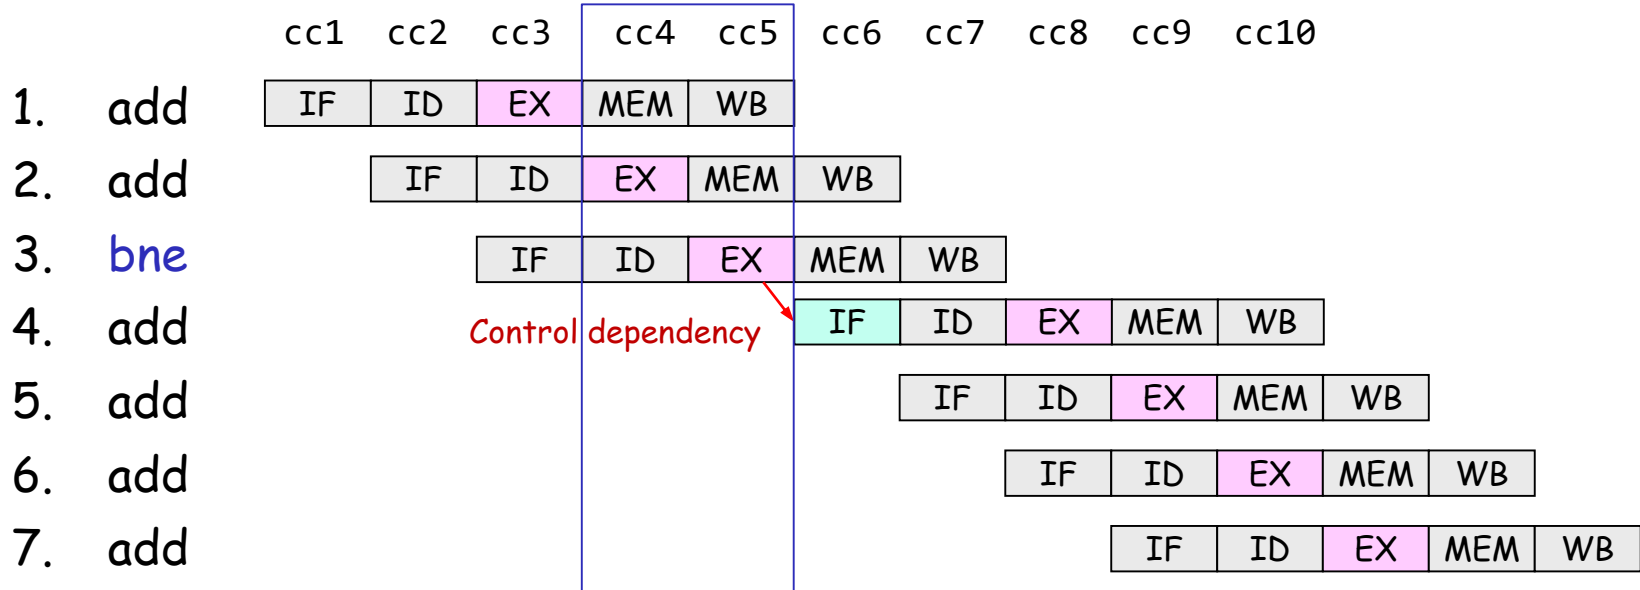 cc1 cc2 cc3 cc4 cc5 cc6 cc7 cc8 cc9 cc10
1. add IF ID EX MEM WB
2. add IF ID EX MEM WB
3. bne IF ID EX MEM WB
4. add IF ID EX MEM WB
Control dependency
5. add IF ID EX MEM WB
6. add IF ID EX MEM WB
7. add IF ID EX MEM WB